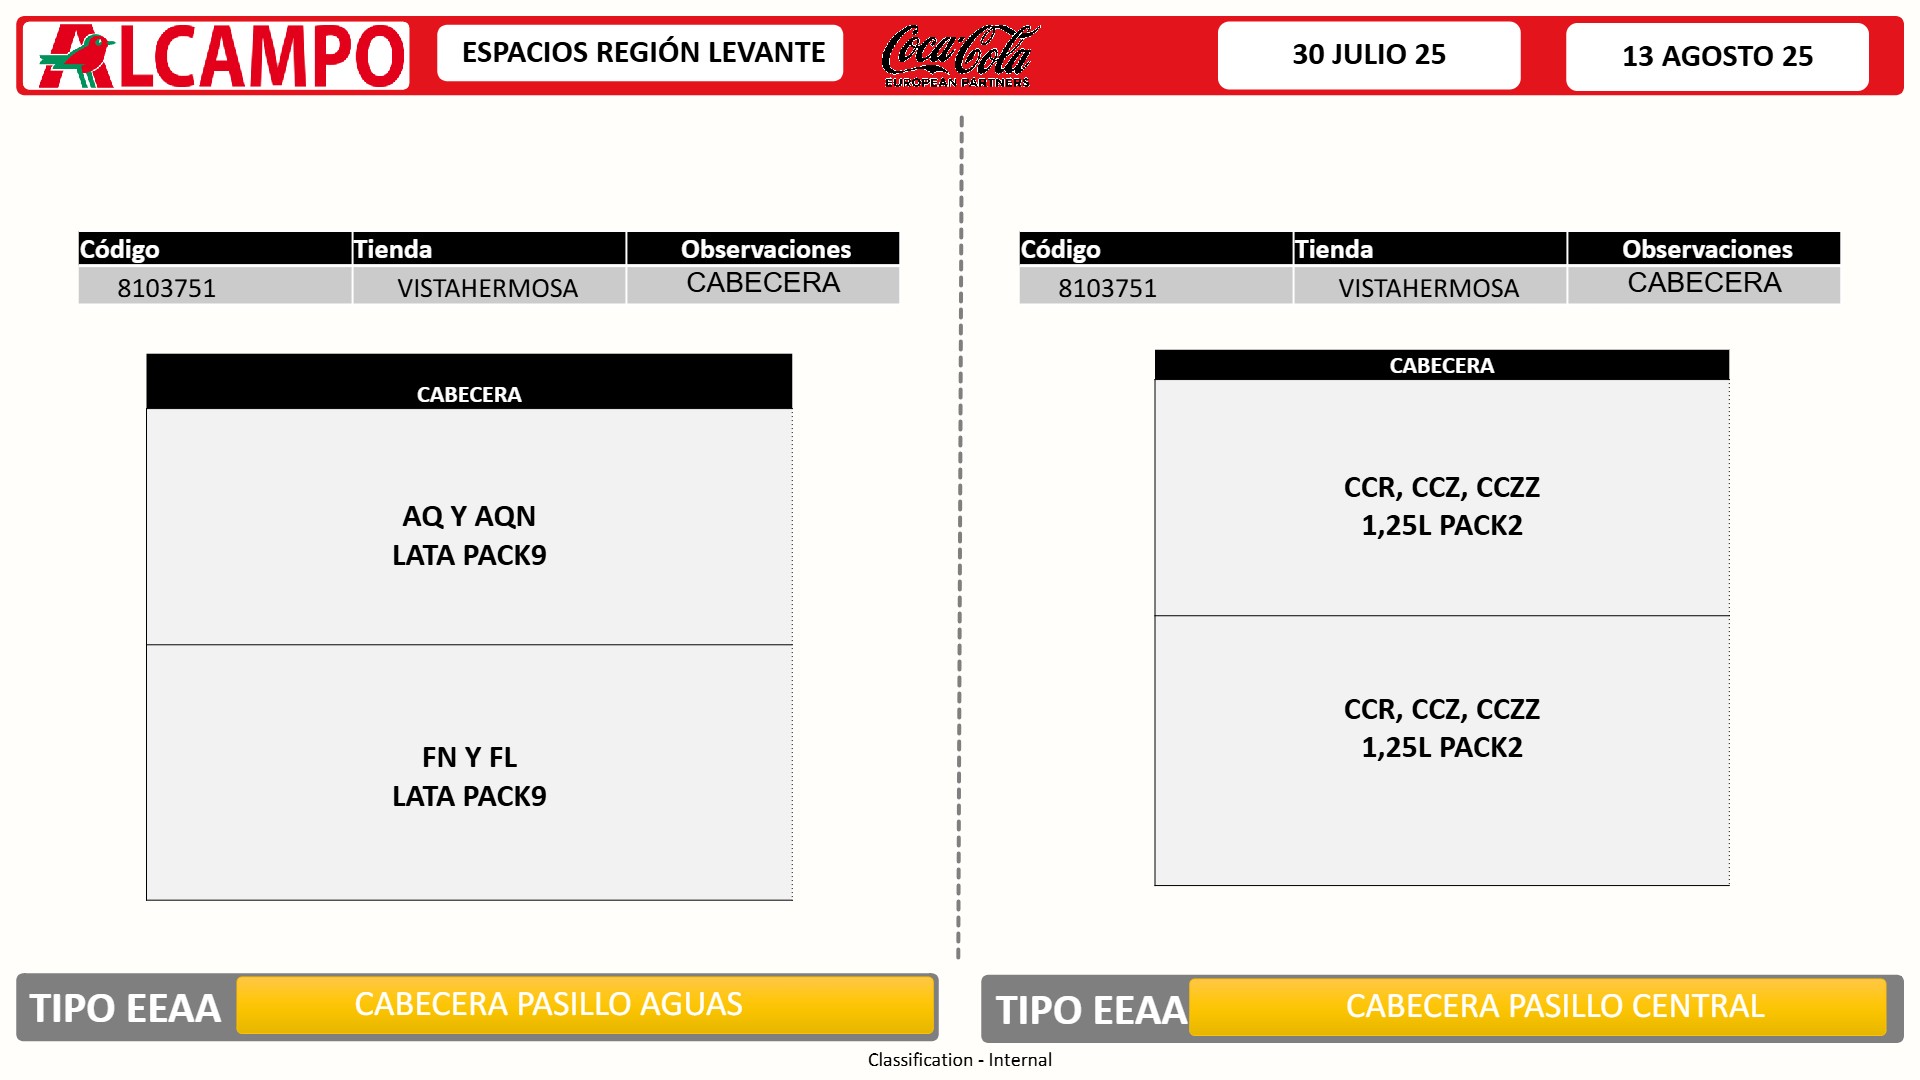 ALCAMPO
ESPACIOS REGIÓN LEVANTE
Coca-Cola
EUROPEAN PARTNERS
30 JULIO 25
13 AGOSTO 25
Código Tienda Observaciones
8103751 VISTAHERMOSA CABECERA
CABECERA
AQ Y AQN
LATA PACK9
FN Y FL
LATA PACK9
TIPO EEAA CABECERA PASILLO AGUAS
Código Tienda Observaciones
8103751 VISTAHERMOSA CABECERA
CABECERA
CCR, CCZ, CCZZ
1,25L PACK2
CCR, CCZ, CCZZ
1,25L PACK2
TIPO EEAA CABECERA PASILLO CENTRAL
Classification - Internal